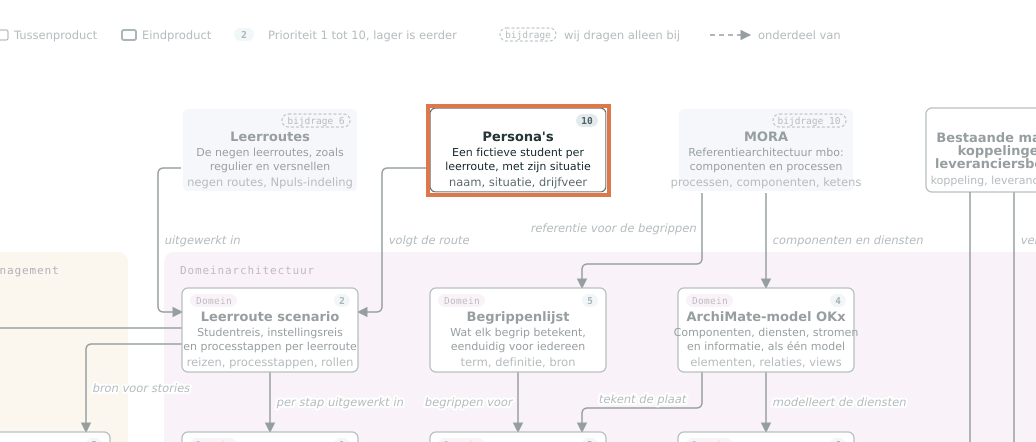 Tussenproduct
Eindproduct
2
Prioriteit 1 tot 10, lager is eerder
bijdrage
wij dragen alleen bij
onderdeel van
bijdrage 6
Leerroutes
De negen leerroutes, zoals
regulier en versnellen
negen routes, Npuls-indeling
10
Persona's
Een fictieve student per
leerroute, met zijn situatie
naam, situatie, drijfveer
bijdrage 10
MORA
Referentiearchitectuur mbo:
componenten en processen
processen, componenten, ketens
Bestaande
koppeling, 
uitgewerkt in
volgt de route
referentie voor de begrippen
componenten en diensten
Domeinarchitectuur
Domein
2
Leerroute scenario
Studentreis, instellingsreis
en processtappen per leerroute
reizen, processtappen, rollen
Domein
5
Begrippenlijst
Wat elk begrip betekent,
eenduidig voor iedereen
term, definitie, bron
Domein
4
ArchiMate-model OKx
Componenten, diensten, stromen
en informatie, als één model
elementen, relaties, views
bron voor stories
per stap uitgewerkt in
begrippen voor
tekent de plaat
modelleert de diensten